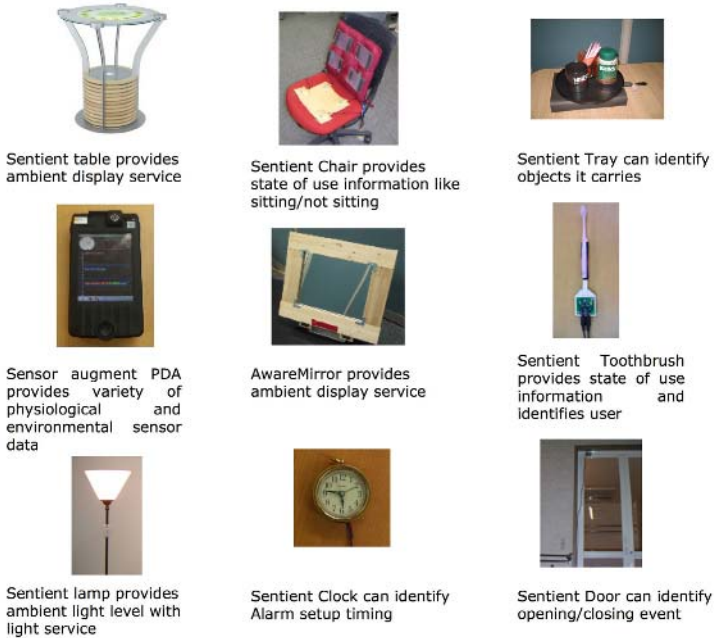 Sentient table provides
ambient display service
Sentient Chair provides
state of use information like
sitting/not sitting
Sentient Tray can identify
objects it carries
Sensor augment PDA
provides variety of
physiological and
environmental sensor
data
AwareMirror provides
ambient display service
Sentient Toothbrush
provides state of use
information and
identifies user
Sentient lamp provides
ambient light level with
light service
Sentient Clock can identify
Alarm setup timing
Sentient Door can identify
opening/closing event